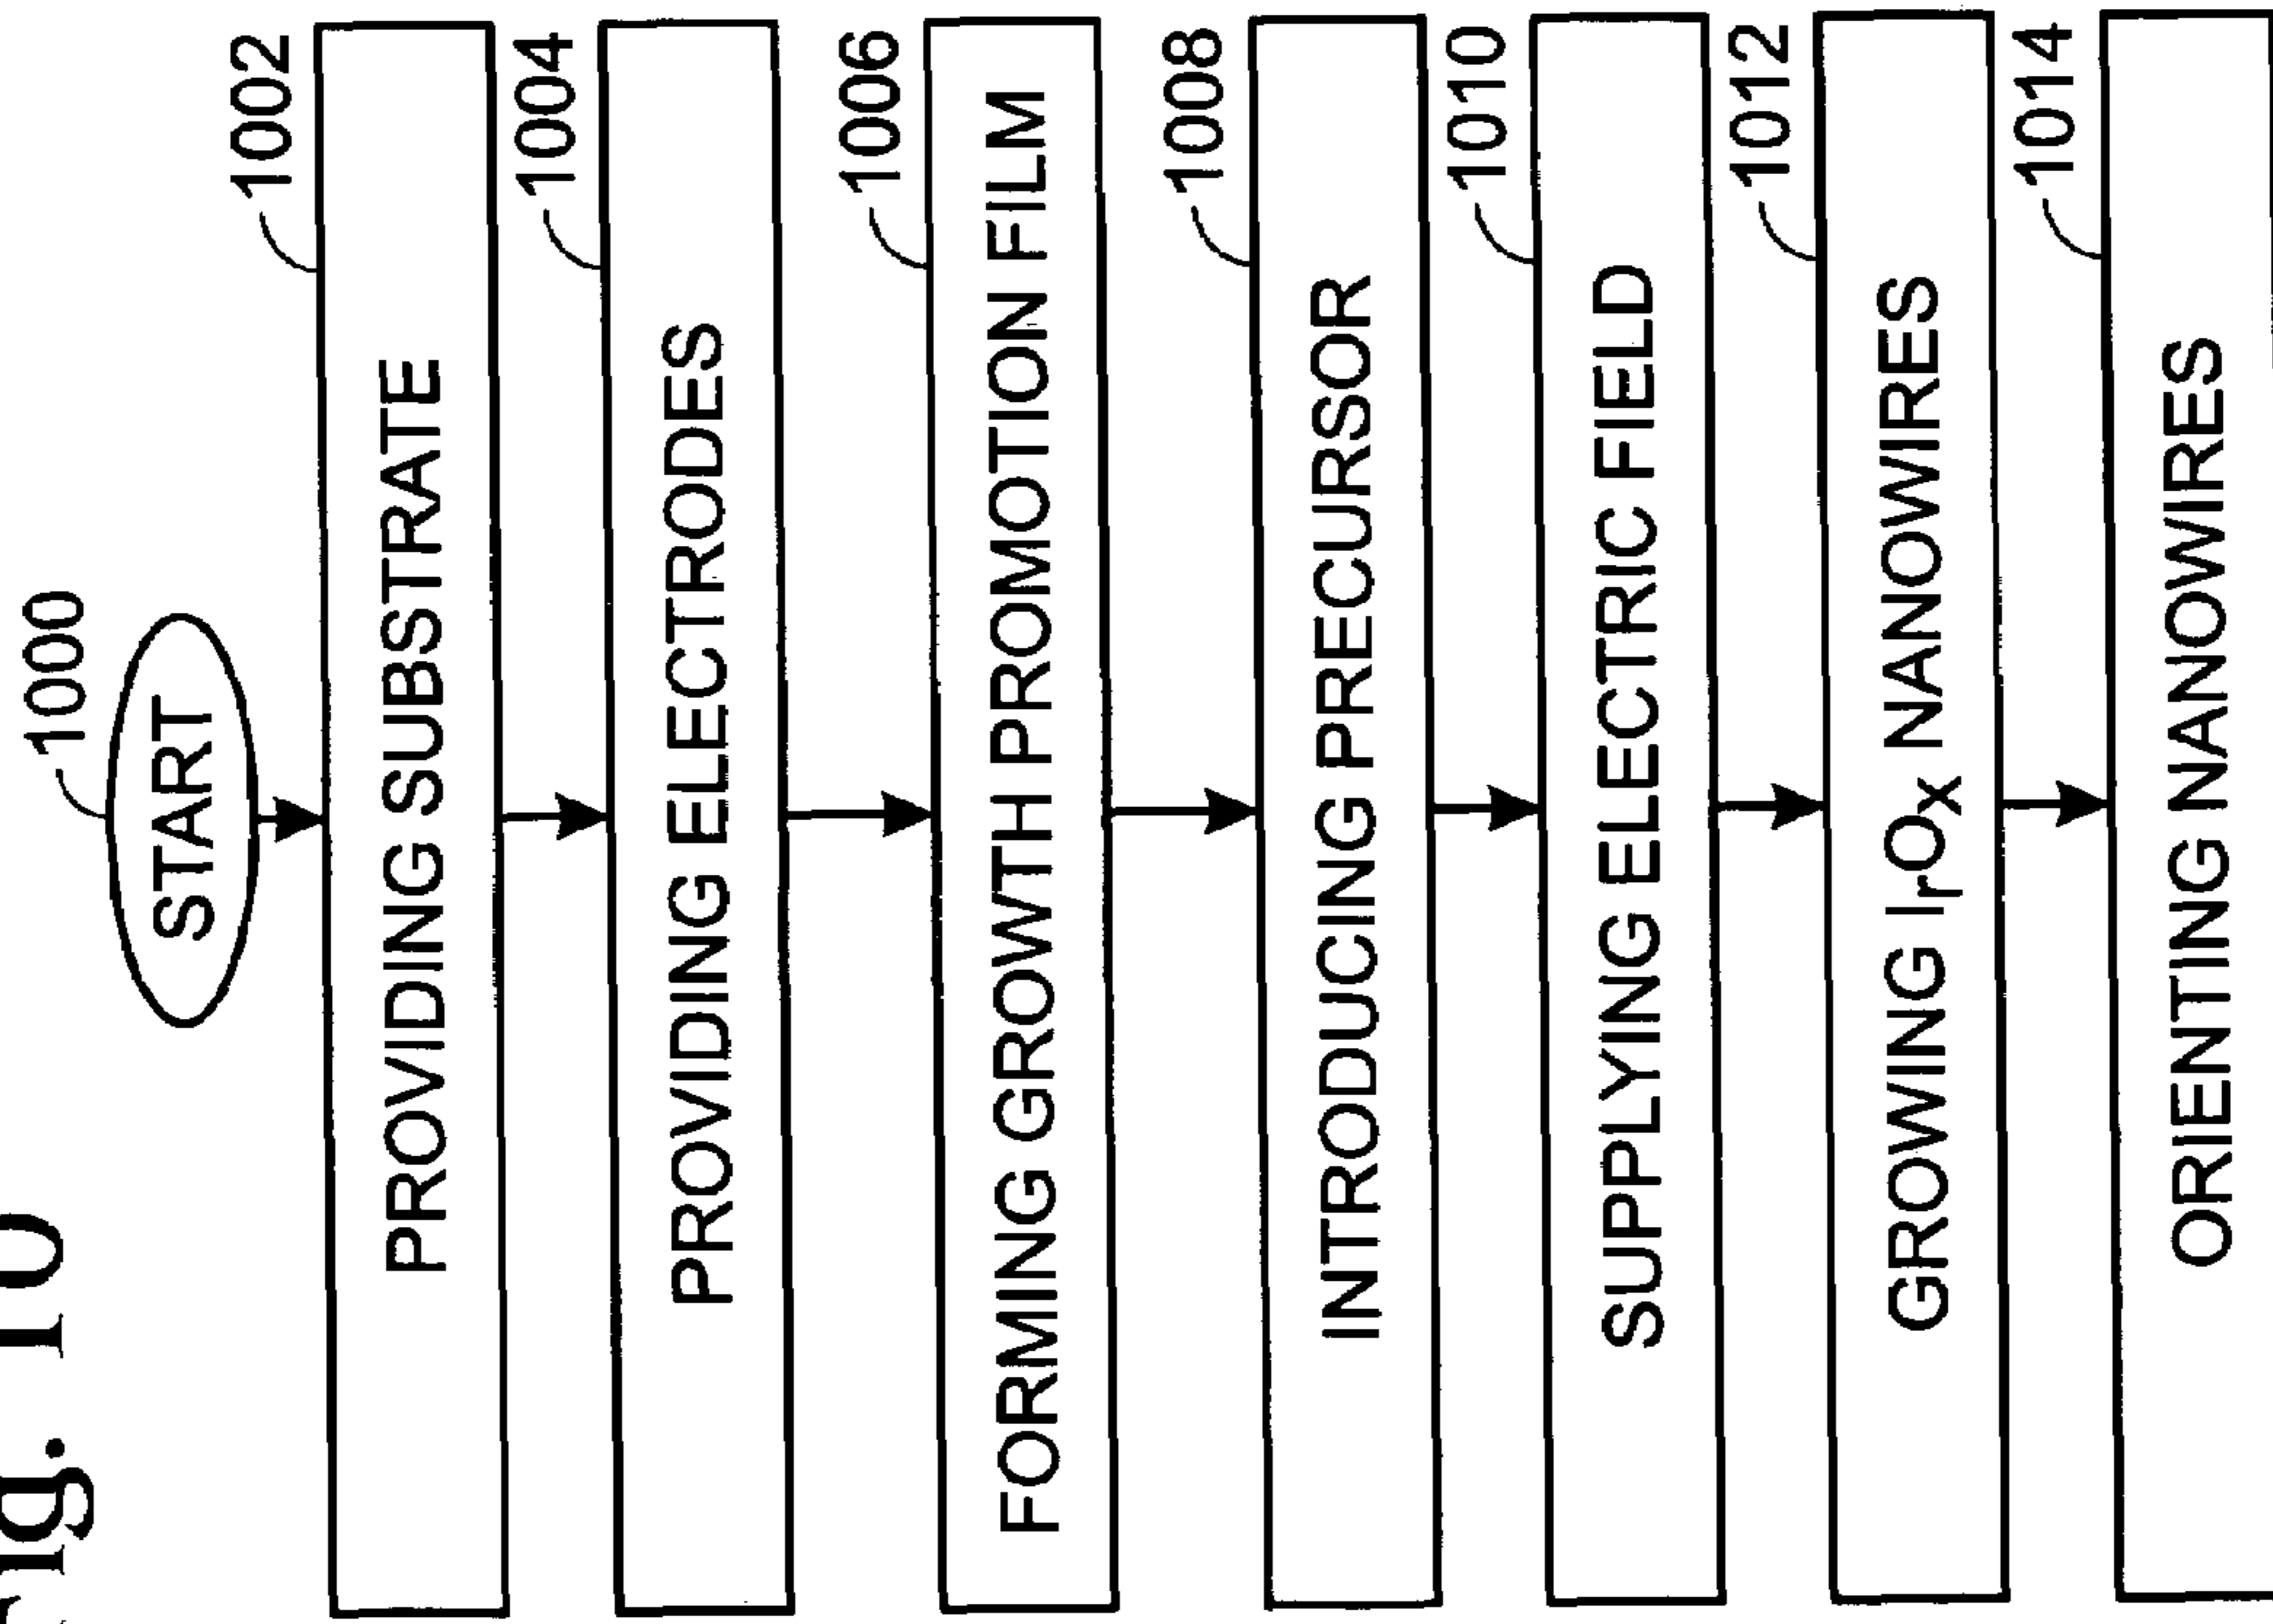 Fig. 10
1000
START
1002
PROVIDING SUBSTRATE
1004
PROVIDING ELECTRODES
1006
FORMING GROWTH PROMOTION FILM
1008
INTRODUCING PRECURSOR
1010
SUPPLYING ELECTRIC FIELD
1012
GROWING IrOx NANOWIRES
1014
ORIENTING NANOWIRES